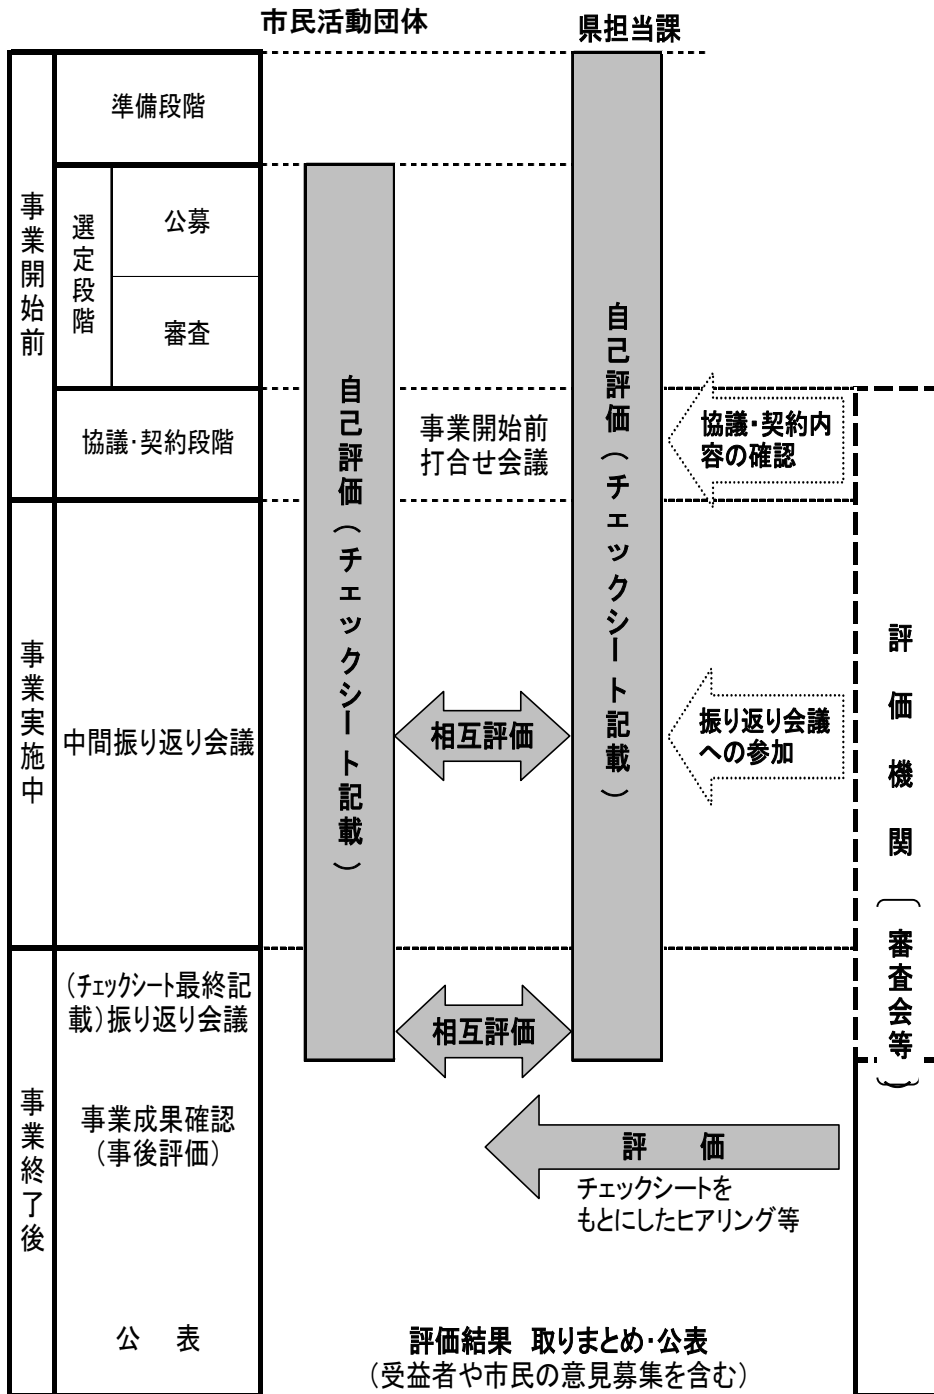 市民活動団体
県担当課
事業開始前
準備段階
選定段階
公募
審査
協議・契約段階
自己評価(チェックシート記載)
事業開始前
打合せ会議
自己評価(チェックシート記載)
協議・契約内
容の確認
事業実施中
中間振り返り会議
相互評価
振り返り会議
への参加
評価機関〔審査会等〕
事業終了後
(チェックシート最終記
載)振り返り会議
相互評価
事業成果確認
(事後評価)
評 価
チェックシートを
もとにしたヒアリング等
公 表
評価結果 取りまとめ・公表
(受益者や市民の意見募集を含む)